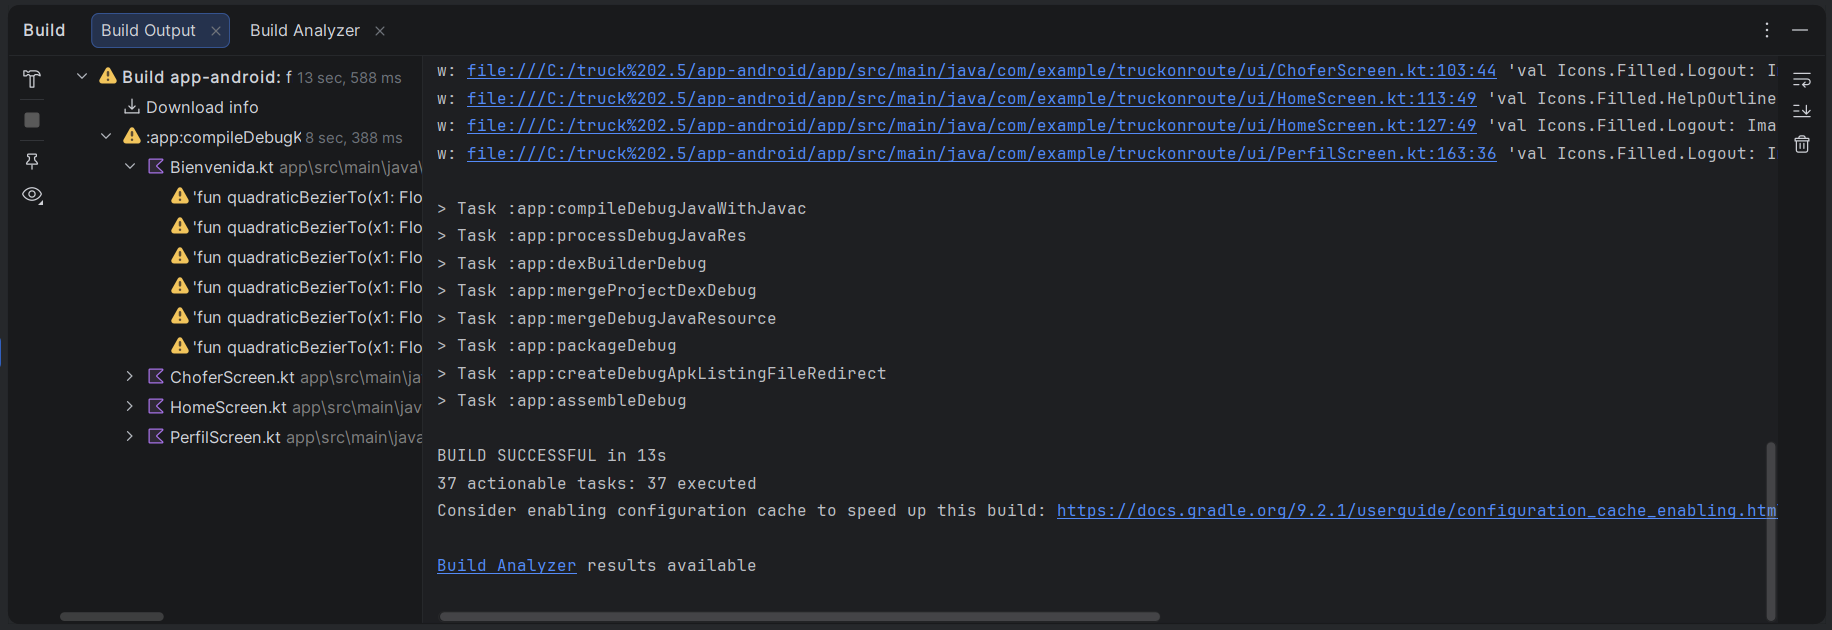 Build
Build Output
Build Analyzer
Build app-android: f 13 sec, 588 ms
Download info
:app:compileDebugK 8 sec, 388 ms
Bienvenida.kt app\src\main\java\
'fun quadraticBezierTo(x1: Flo
'fun quadraticBezierTo(x1: Flo
'fun quadraticBezierTo(x1: Flo
'fun quadraticBezierTo(x1: Flo
'fun quadraticBezierTo(x1: Flo
'fun quadraticBezierTo(x1: Flo
ChoferScreen.kt app\src\main\ja
HomeScreen.kt app\src\main\jav
PerfilScreen.kt app\src\main\java
w: file:///C:/truck%202.5/app-android/app/src/main/java/com/example/truckonroute/ui/ChoferScreen.kt:103:44 'val Icons.Filled.Logout: I
w: file:///C:/truck%202.5/app-android/app/src/main/java/com/example/truckonroute/ui/HomeScreen.kt:113:49 'val Icons.Filled.HelpOutline
w: file:///C:/truck%202.5/app-android/app/src/main/java/com/example/truckonroute/ui/HomeScreen.kt:127:49 'val Icons.Filled.Logout: Ima
w: file:///C:/truck%202.5/app-android/app/src/main/java/com/example/truckonroute/ui/PerfilScreen.kt:163:36 'val Icons.Filled.Logout: I
> Task :app:compileDebugJavaWithJavac
> Task :app:processDebugJavaRes
> Task :app:dexBuilderDebug
> Task :app:mergeProjectDexDebug
> Task :app:mergeDebugJavaResource
> Task :app:packageDebug
> Task :app:createDebugApkListingFileRedirect
> Task :app:assembleDebug
BUILD SUCCESSFUL in 13s
37 actionable tasks: 37 executed
Consider enabling configuration cache to speed up this build: https://docs.gradle.org/9.2.1/userguide/configuration_cache_enabling.htm
Build Analyzer results available